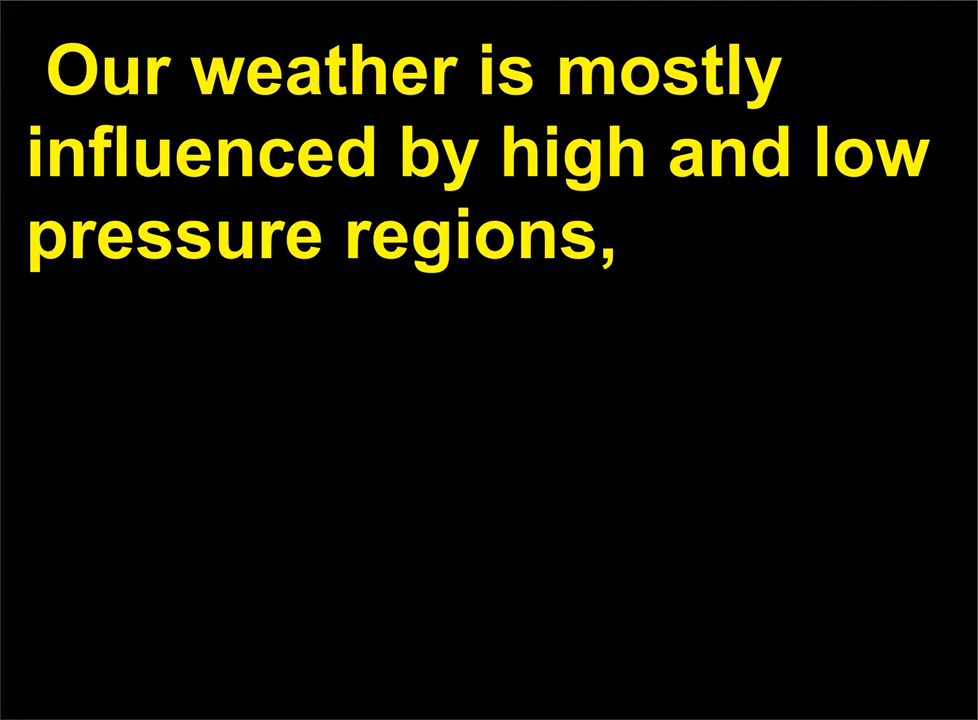 Our weather is mostly
influenced by high and low
pressure regions,